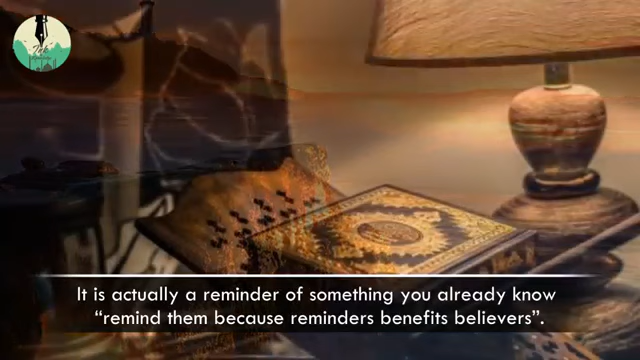 It is actually a reminder of something you already know
“remind them because reminders benefits believers”.